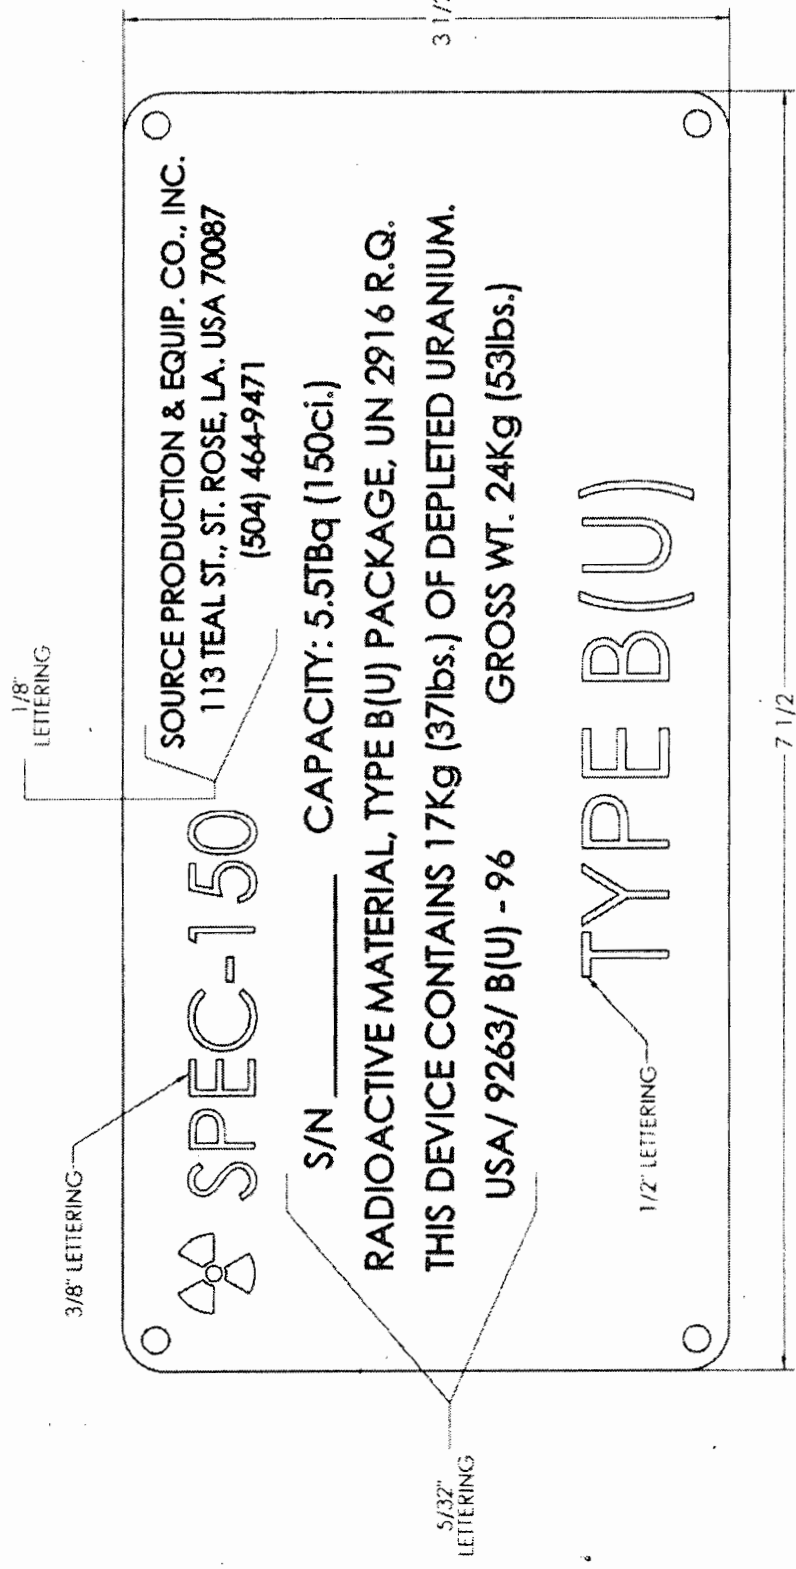 1/8"
LETTERING
3/8" LETTERING
SPEC-150
SOURCE PRODUCTION & EQUIP. CO., INC.
113 TEAL ST., ST. ROSE, LA. USA 70087
(504) 464-9471
S/N ________ CAPACITY: 5.5TBq (150ci.)
RADIOACTIVE MATERIAL, TYPE B(U) PACKAGE, UN 2916 R.Q.
THIS DEVICE CONTAINS 17Kg (37lbs.) OF DEPLETED URANIUM.
USA/ 9263/ B(U) - 96 GROSS WT. 24Kg (53lbs.)
5/32"
LETTERING
TYPE B(U)
1/2" LETTERING
7 1/2